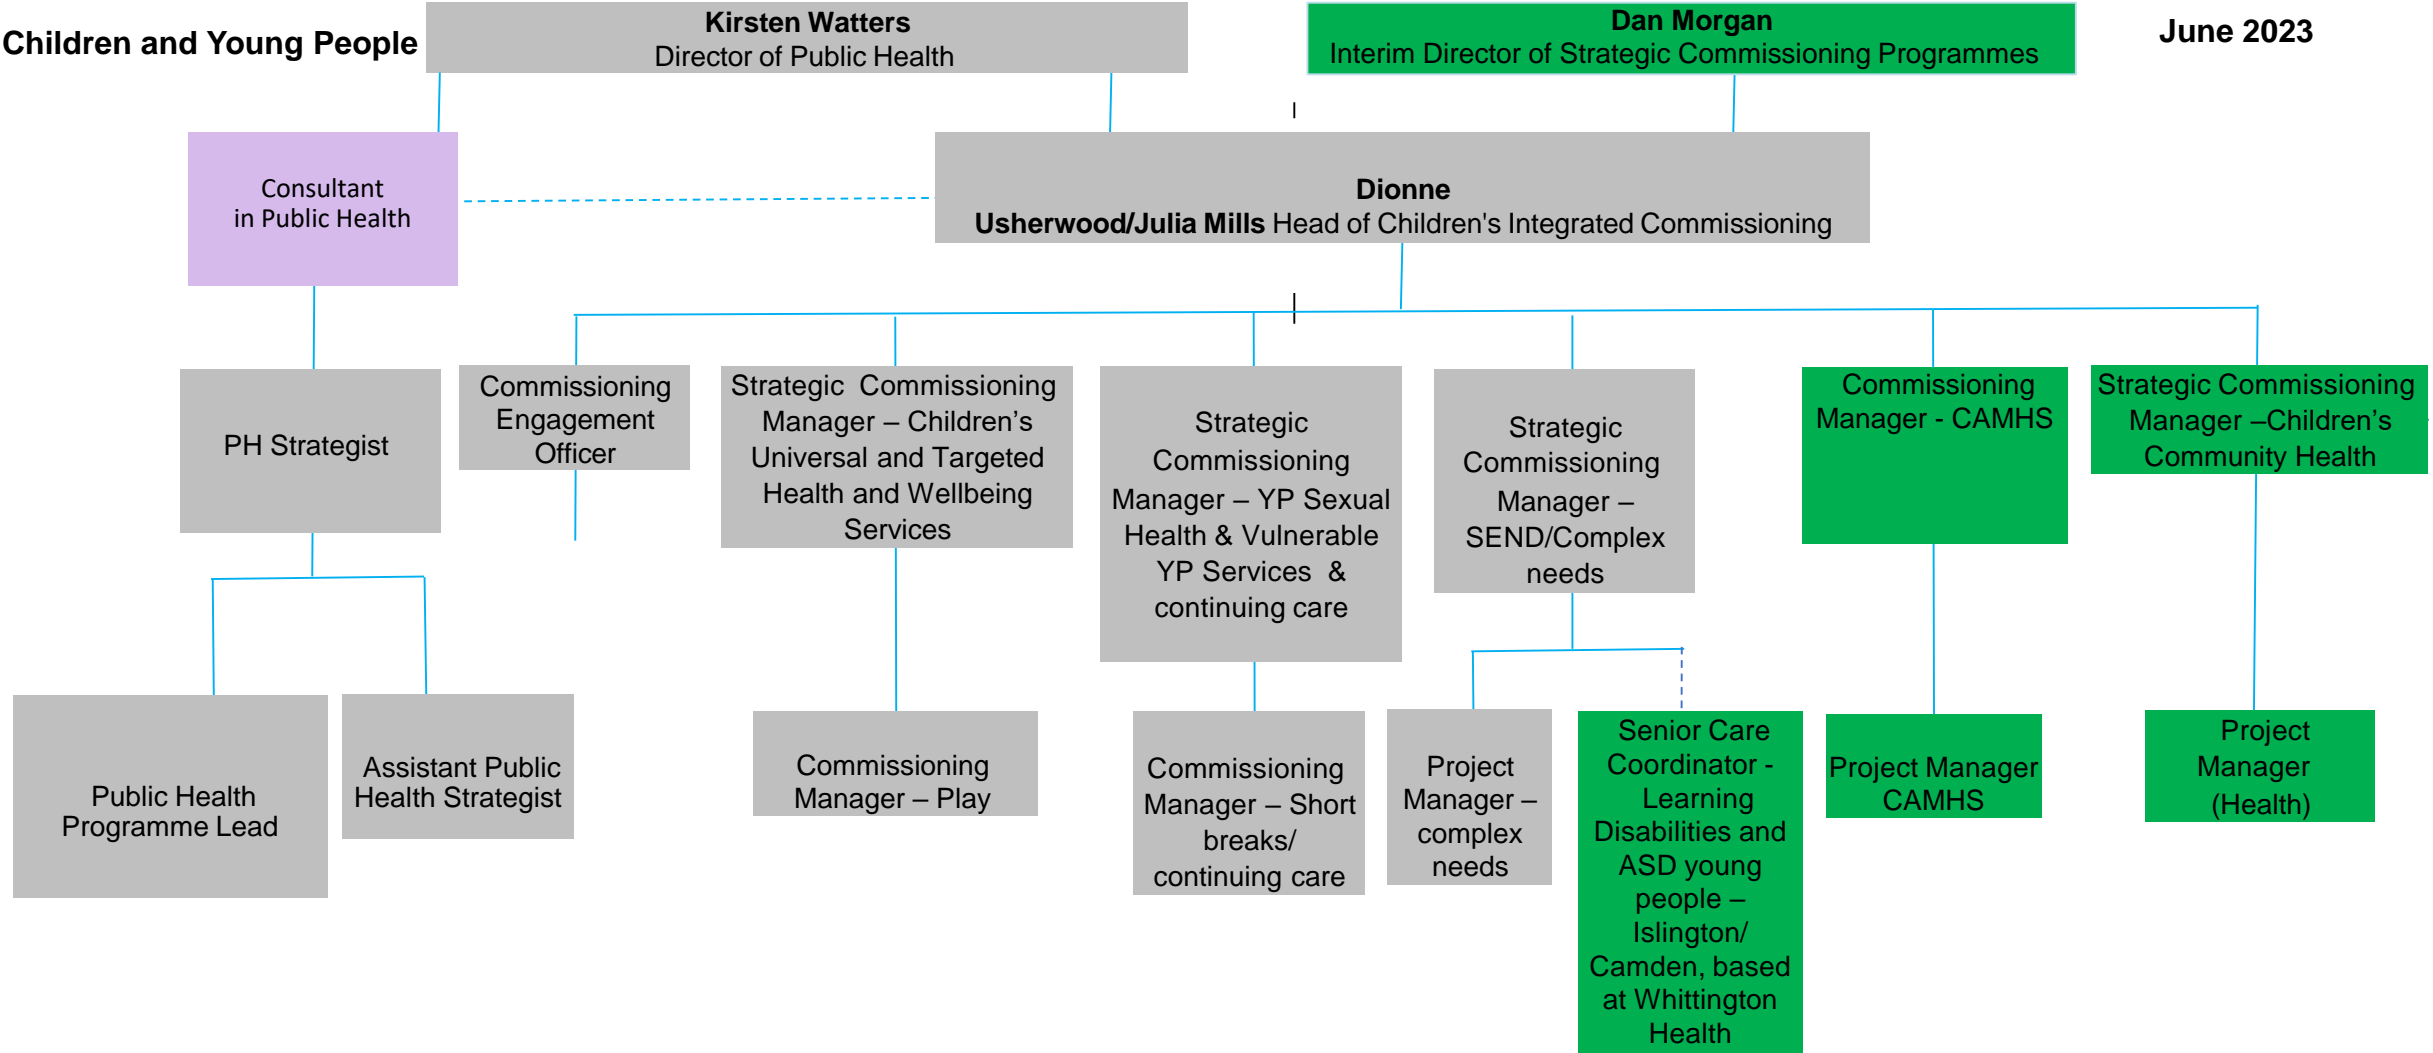 Children and Young People
Kirsten Watters
Director of Public Health
Dan Morgan
Interim Director of Strategic Commissioning Programmes
June 2023
Consultant
in Public Health
Dionne
Usherwood/Julia Mills Head of Children's Integrated Commissioning
PH Strategist
Commissioning
Engagement
Officer
Strategic Commissioning
Manager – Children’s
Universal and Targeted
Health and Wellbeing
Services
Strategic
Commissioning
Manager – YP Sexual
Health & Vulnerable
YP Services &
continuing care
Strategic
Commissioning
Manager –
SEND/Complex
needs
Commissioning
Manager - CAMHS
Strategic Commissioning
Manager –Children’s
Community Health
Public Health
Programme Lead
Assistant Public
Health Strategist
Commissioning
Manager – Play
Commissioning
Manager – Short
breaks/
continuing care
Project
Manager –
complex
needs
Senior Care
Coordinator -
Learning
Disabilities and
ASD young
people –
Islington/
Camden, based
at Whittington
Health
Project Manager
CAMHS
Project
Manager
(Health)